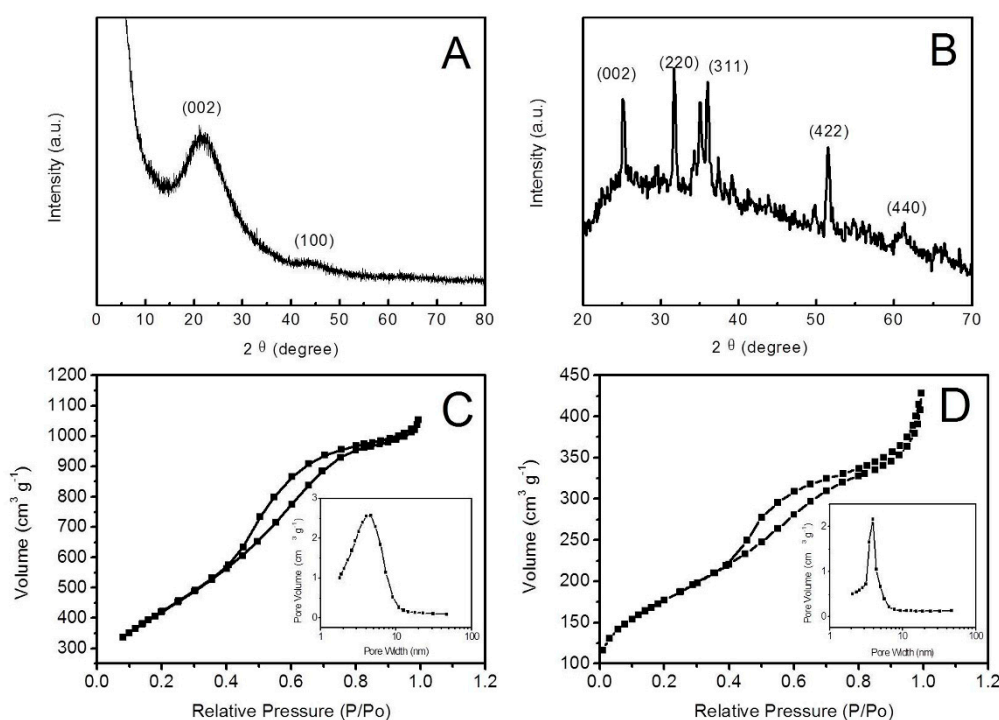 A
(002)
(100)
Intensity (a.u.)
0 10 20 30 40 50 60 70 80
2 θ (degree)
B
(002)
(220)
(311)
(422)
(440)
Intensity (a.u.)
20 30 40 50 60 70
2 θ (degree)
C
1200
1100
1000
900
800
700
600
500
400
300
Volume (cm³ g⁻¹)
0.0 0.2 0.4 0.6 0.8 1.0 1.2
Relative Pressure (P/Po)
3
2
1
0
Pore Volume (cm³ g⁻¹)
1 10 100
Pore Width (nm)
D
450
400
350
300
250
200
150
100
Volume (cm³ g⁻¹)
0.0 0.2 0.4 0.6 0.8 1.0 1.2
Relative Pressure (P/Po)
2
1
0
Pore Volume (cm³ g⁻¹)
1 10 100
Pore Width (nm)